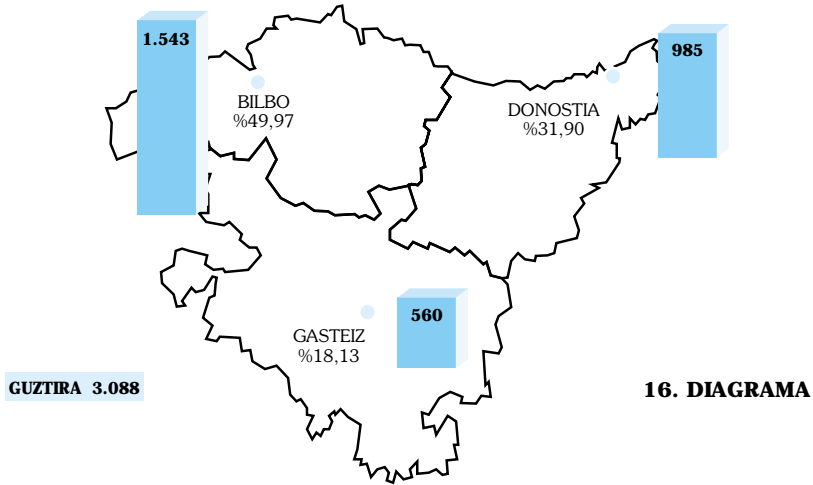 1.543
985
BILBO
%49,97
DONOSTIA
%31,90
560
GASTEIZ
%18,13
GUZTIRA 3.088
16. DIAGRAMA